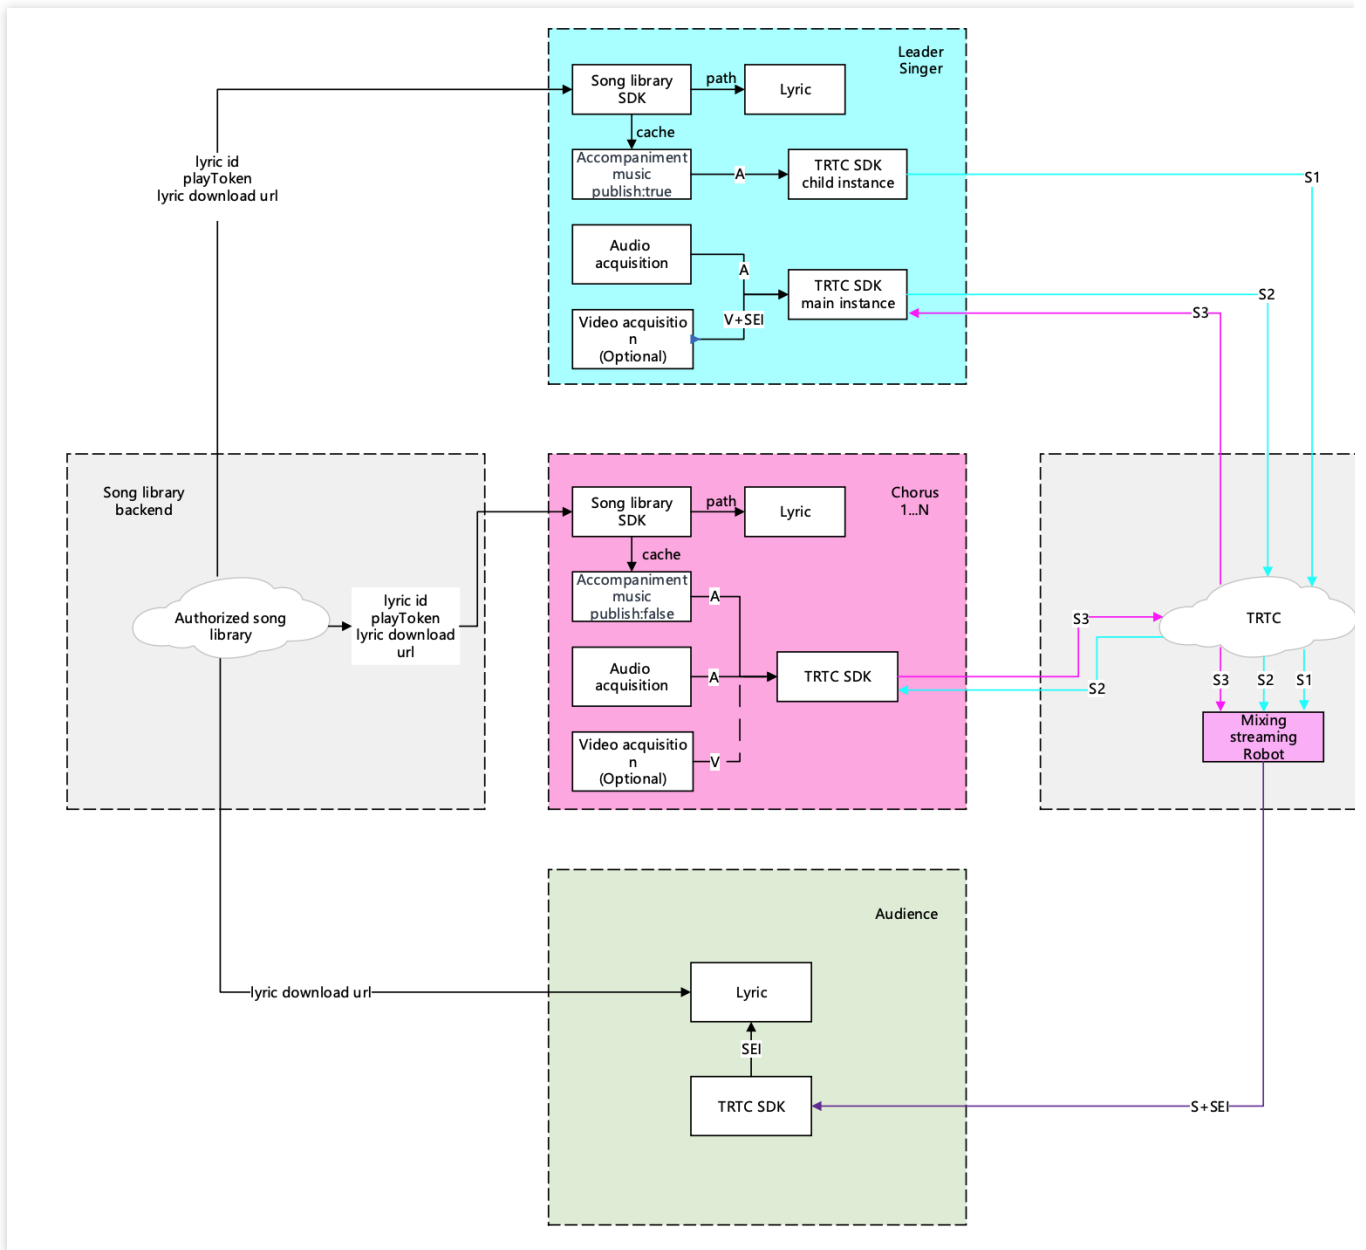 Leader
Singer
Song library
SDK
path
Lyric
cache
Accompaniment
music
publish:true
A
TRTC SDK
child instance
S1
lyric id
playToken
lyric download url
Audio
acquisition
A
TRTC SDK
main instance
S2
S3
V+SEI
Video acquisitio
n
(Optional)
Song library
backend
Chorus
1...N
Song library
SDK
path
Lyric
cache
Accompaniment
music
publish:false
A
lyric id
playToken
lyric download
url
Authorized song
library
S3
TRTC
Audio
acquisition
A
TRTC SDK
S2
S3
S2
S1
Mixing
streaming
Robot
Video acquisitio
n
(Optional)
V
Audience
lyric download url
Lyric
SEI
TRTC SDK
S+SEI